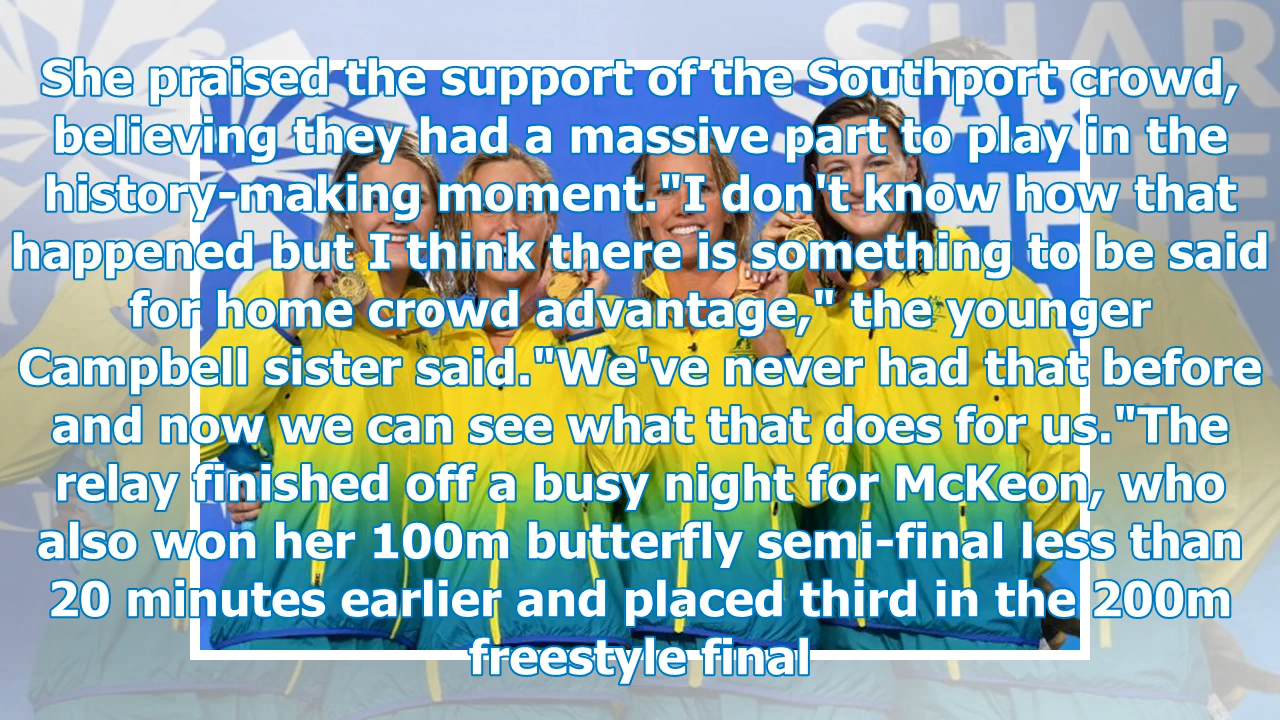 She praised the support of the Southport crowd,
believing they had a massive part to play in the
history-making moment."I don't know how that
happened but I think there is something to be said
for home crowd advantage," the younger
Campbell sister said."We've never had that before
and now we can see what that does for us."The
relay finished off a busy night for McKeon, who
also won her 100m butterfly semi-final less than
20 minutes earlier and placed third in the 200m
freestyle final
SHAR